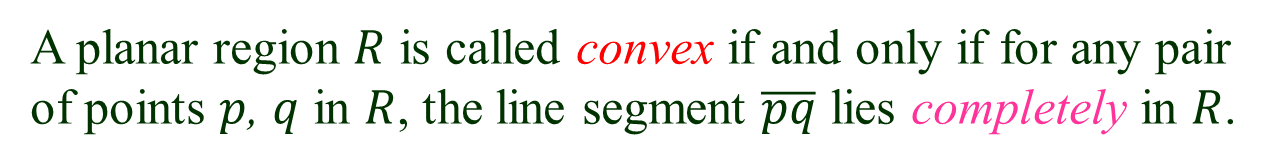 A planar region R is called convex if and only if for any pair
of points p, q in R, the line segment p̅q̅ lies completely in R.